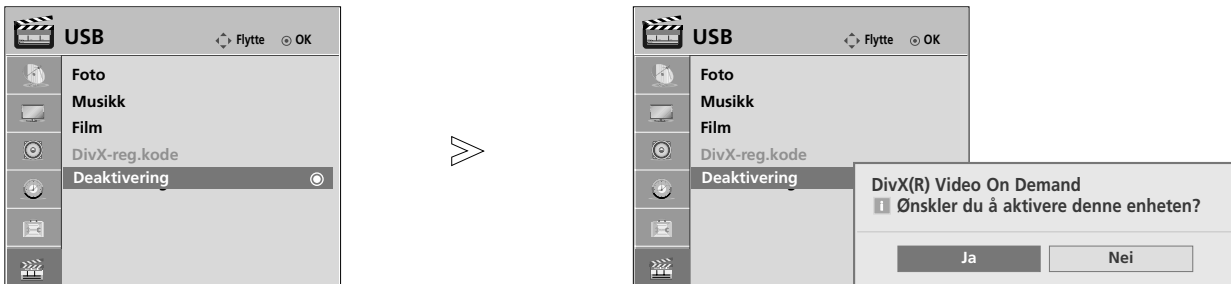 USB Flytte OK
Foto
Musikk
Film
DivX-reg.kode
Deaktivering
USB Flytte OK
Foto
Musikk
Film
DivX-reg.kode
Deaktivering
DivX(R) Video On Demand
Ønskler du å aktivere denne enheten?
Ja Nei